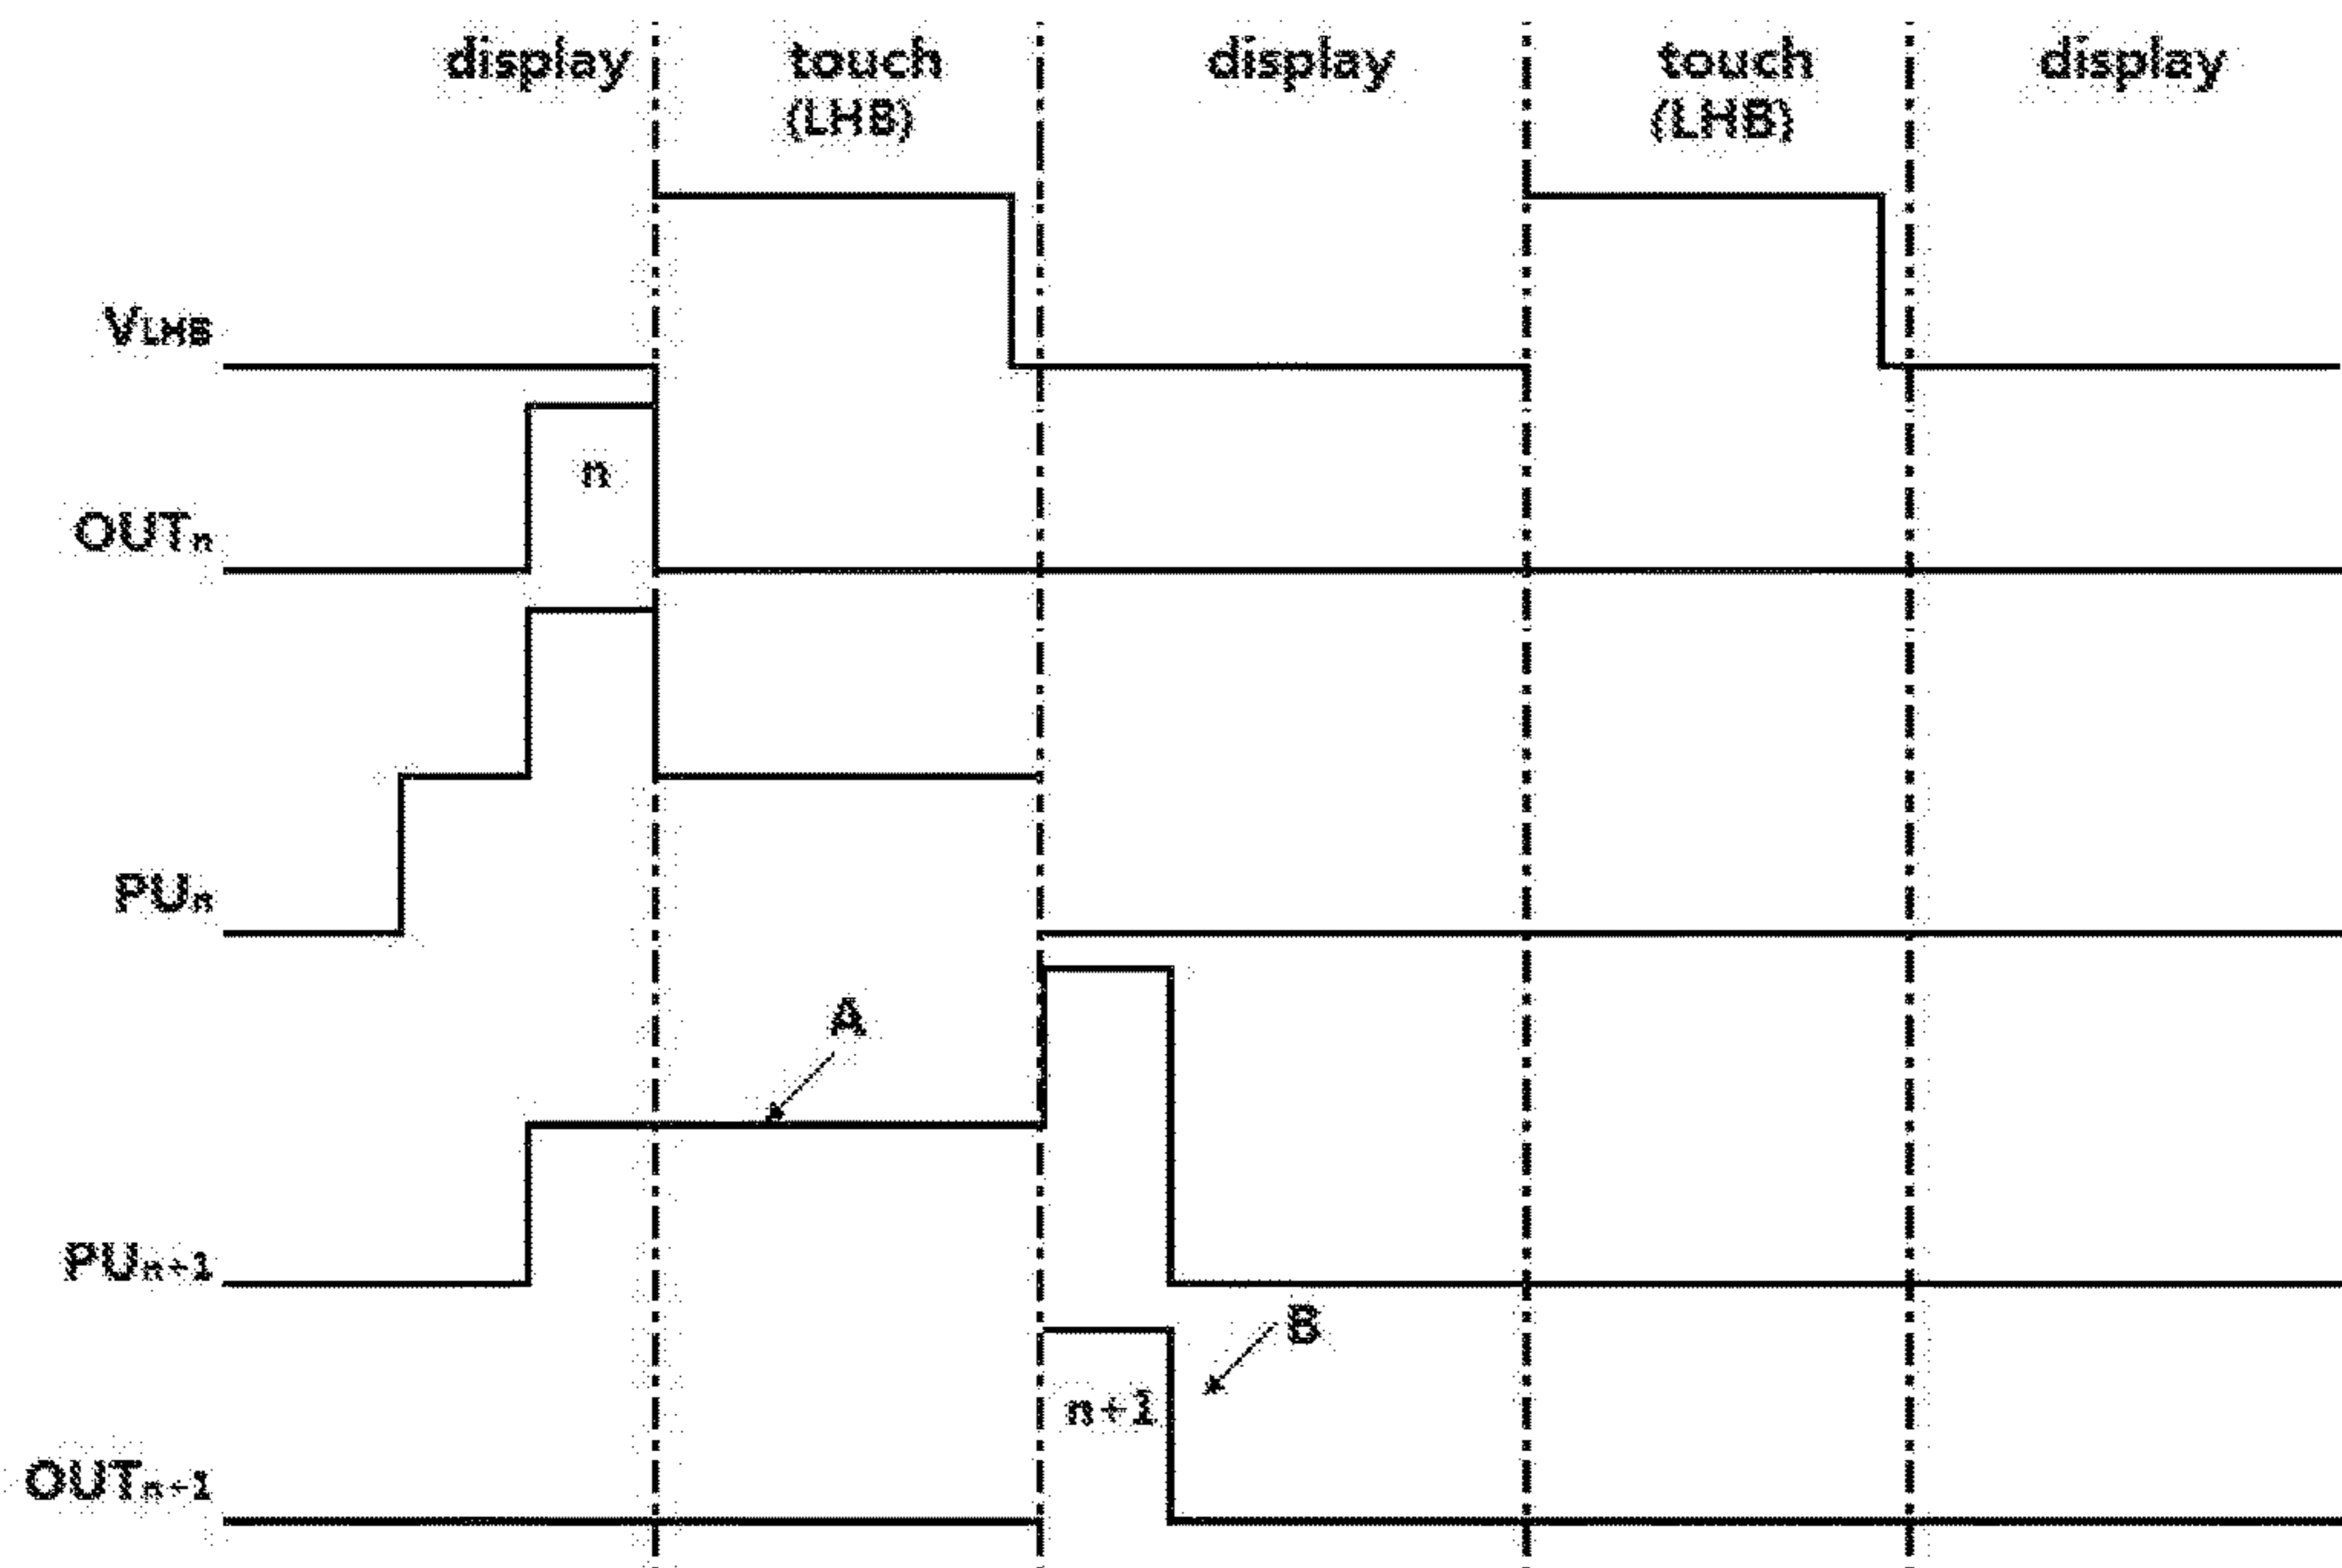 display touch display touch display
(LHB) (LHB)
VLHB
n
OUTn
PUn
A
PUn+1
B
n+1
OUTn+1